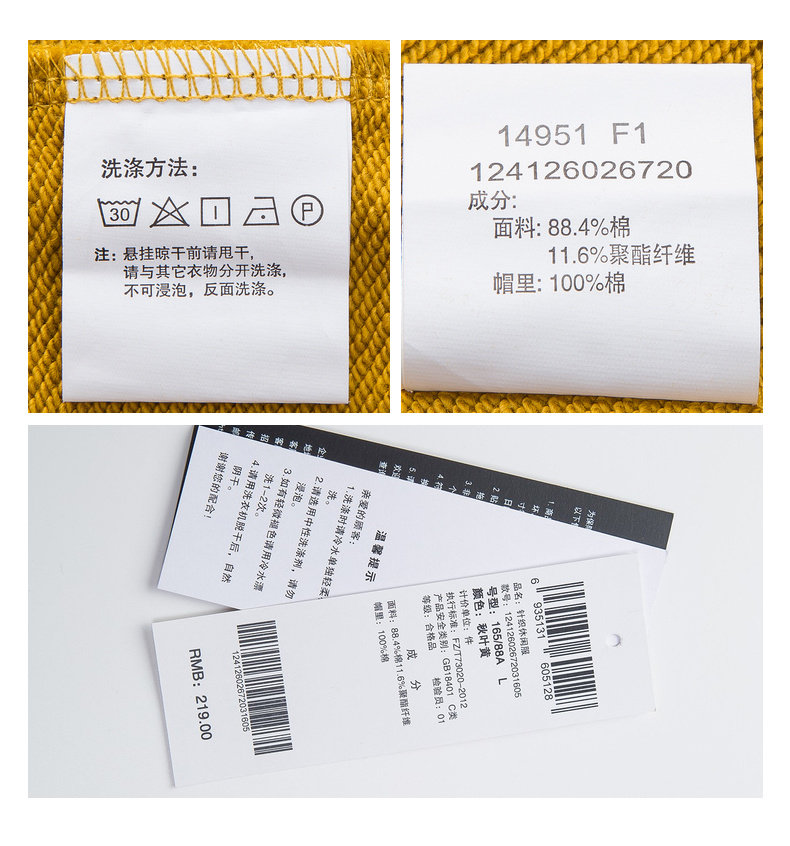 洗涤方法：
30
P
注：悬挂晾干前请甩干，
请与其它衣物分开洗涤，
不可浸泡，反面洗涤。
14951 F1
124126026720
成分:
面料: 88.4%棉
11.6%聚酯纤维
帽里: 100%棉
温馨提示
亲爱的顾客：
1.洗涤时请冷水单独轻柔
洗。
2.请选用中性洗涤剂，请勿
浸泡。
3.如有轻微褪色请用冷水漂
洗1-2次。
4.请用洗衣机脱干后，自然
阴干。
谢谢您的配合！
6 935131 605128
品名：针织休闲服
款号：12412602672031605
号型：165/88A L
颜色：秋叶黄
计价单位：件
执行标准：FZ/T73020-2012
产品安全类别：GB18401 C类
等级：合格品 检验员：01
成 分
面料：88.4%棉11.6%聚酯纤维
帽里：100%棉
12412602672031605
RMB：219.00